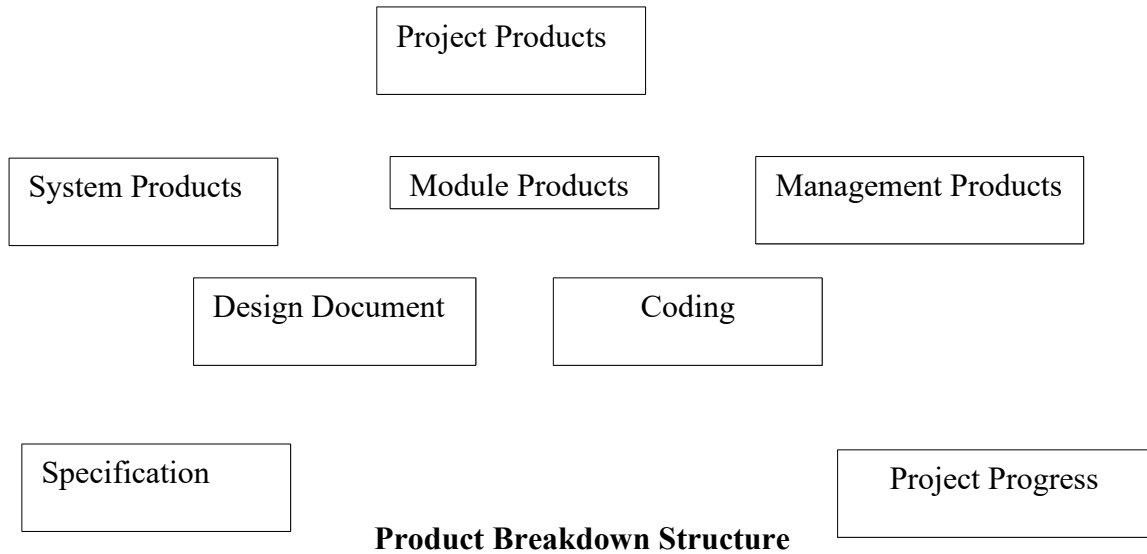 Project Products
System Products
Module Products
Management Products
Design Document
Coding
Specification
Project Progress
Product Breakdown Structure